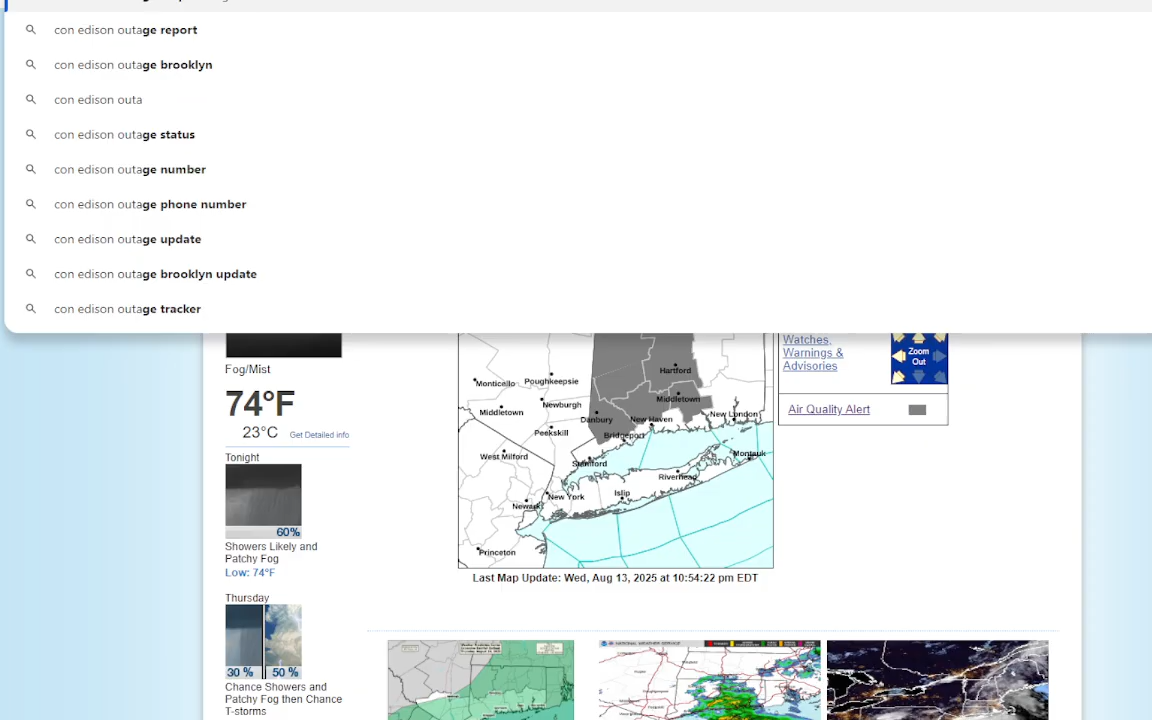 con edison outage report
con edison outage brooklyn
con edison outa
con edison outage status
con edison outage number
con edison outage phone number
con edison outage update
con edison outage brooklyn update
con edison outage tracker
Fog/Mist
74°F
23°C Get Detailed info
Tonight
60%
Showers Likely and
Patchy Fog
Low: 74°F
Thursday
30 % 50 %
Chance Showers and
Patchy Fog then Chance
T-storms
Hartford
Monticello
Poughkeepsie
Middletown
Newburgh
Middletown
Danbury
New Haven
New London
Peekskill
Bridgeport
West Milford
Stamford
Montauk
Riverhead
New York
Islip
Newark
Princeton
Last Map Update: Wed, Aug 13, 2025 at 10:54:22 pm EDT
Watches,
Warnings &
Advisories
Zoom
Out
Air Quality Alert